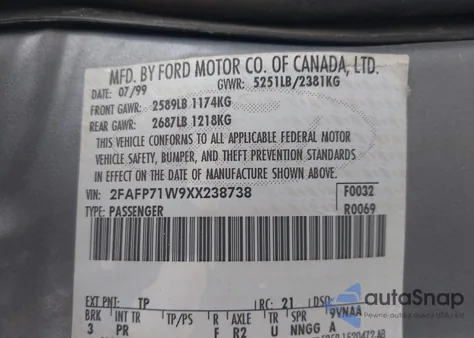 MFD. BY FORD MOTOR CO. OF CANADA, LTD.
DATE: 07/99 GVWR: 5251LB/2381KG
FRONT GAWR: 2589LB 1174KG
REAR GAWR: 2687LB 1218KG
THIS VEHICLE CONFORMS TO ALL APPLICABLE FEDERAL MOTOR
VEHICLE SAFETY, BUMPER, AND THEFT PREVENTION STANDARDS
IN EFFECT ON THE DATE OF MANUFACTURE SHOWN ABOVE.
VIN: 2FAFP71W9XX238738 F0032
TYPE: PASSENGER R0069
EXT PNT: TP RC: 21 DSO:
BRK INT TR TP/PS R AXLE TR SPR 9VNAA
3 PR F R2 U NNGG A
autoSnap